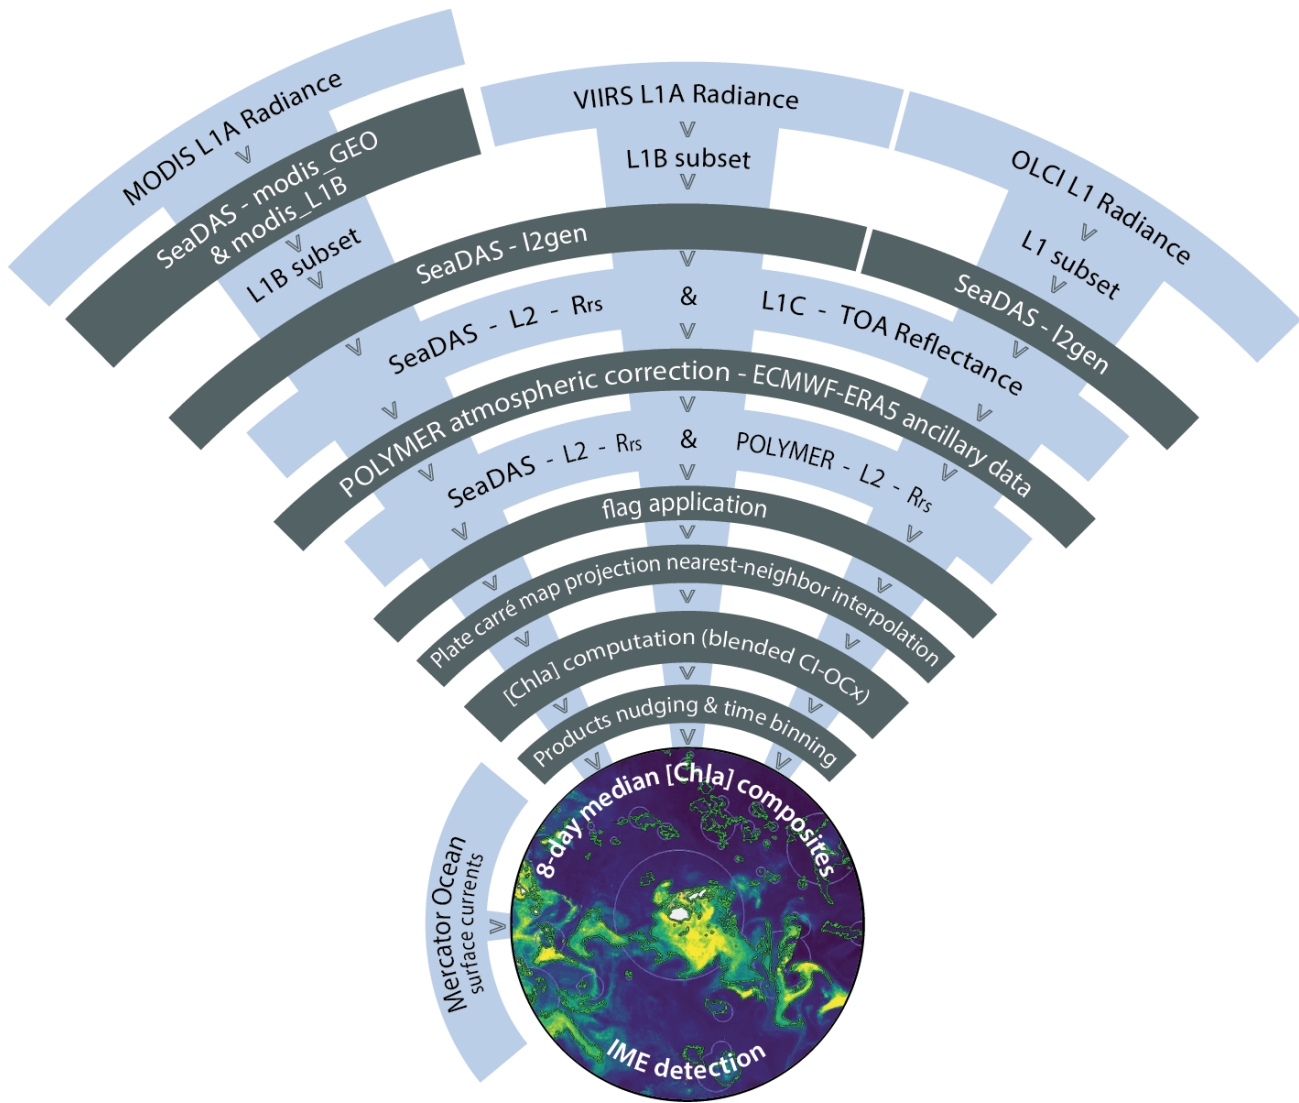 MODIS L1A Radiance
VIIRS L1A Radiance
OLCI L1 Radiance
SeaDAS - modis_GEO
& modis_L1B
L1B subset
L1B subset
L1 subset
SeaDAS - l2gen
SeaDAS - l2gen
SeaDAS - L2 - Rrs & L1C - TOA Reflectance
POLYMER atmospheric correction - ECMWF-ERA5 ancillary data
SeaDAS - L2 - Rrs & POLYMER - L2 - Rrs
flag application
Plate carré map projection nearest-neighbor interpolation
[Chla] computation (blended CI-OCx)
Products nudging & time binning
8-day median [Chla] composites
Mercator Ocean
surface currents
IME detection